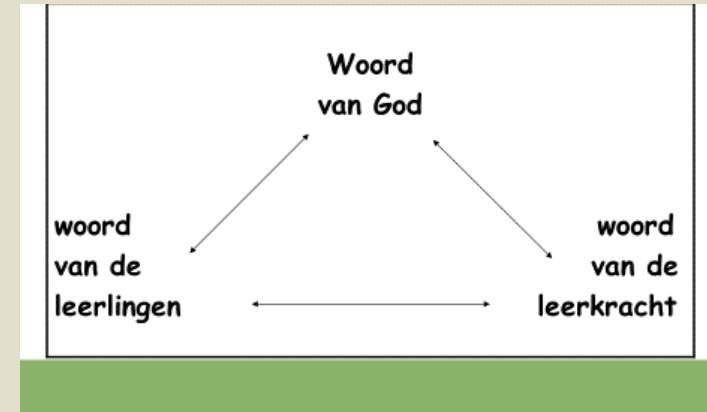 Woord
van God
woord
van de
leerlingen
woord
van de
leerkracht